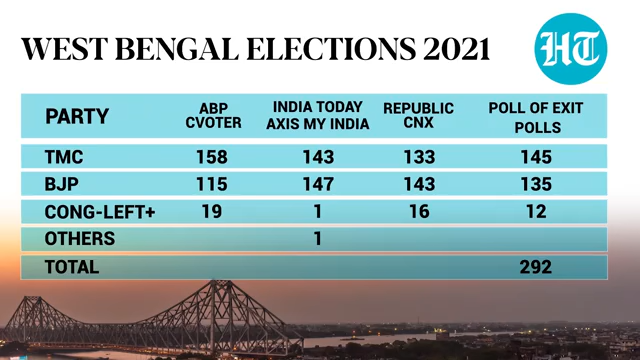 WEST BENGAL ELECTIONS 2021
HT
PARTY ABP CVOTER INDIA TODAY AXIS MY INDIA REPUBLIC CNX POLL OF EXIT POLLS
TMC 158 143 133 145
BJP 115 147 143 135
CONG-LEFT+ 19 1 16 12
OTHERS 1
TOTAL 292